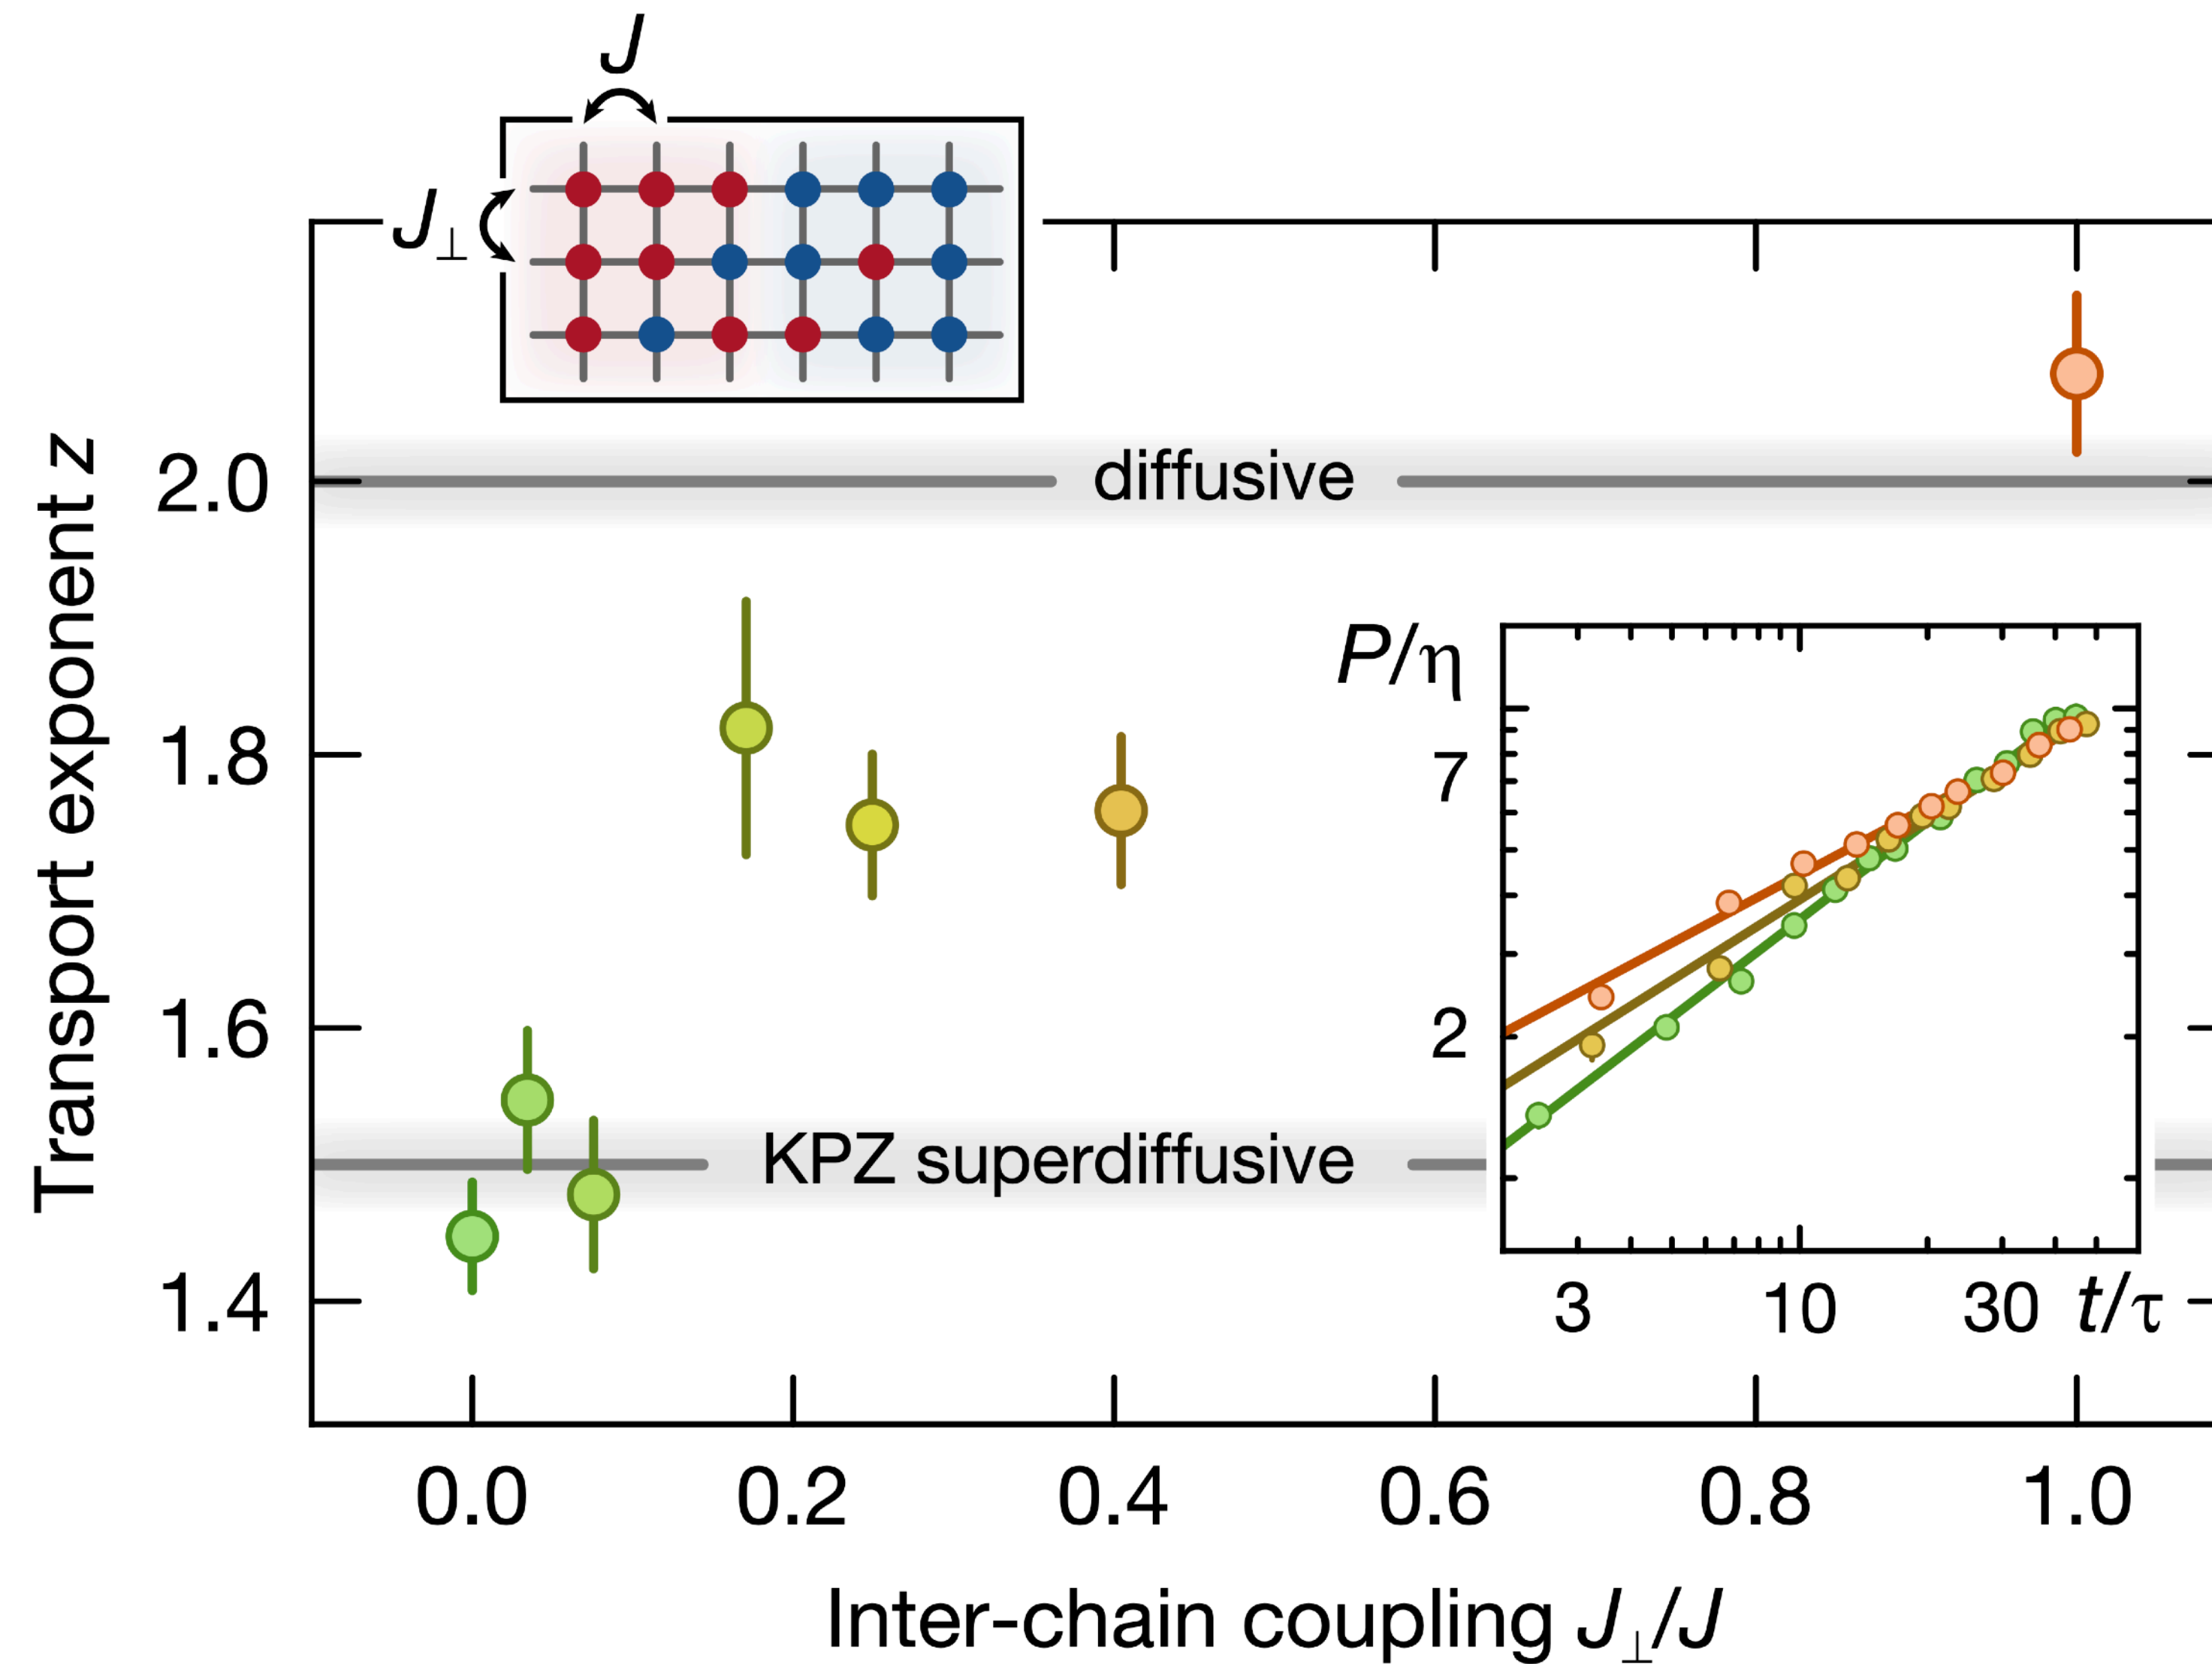 J
J⊥
Transport exponent z
2.0
1.8
1.6
1.4
diffusive
KPZ superdiffusive
P/η
7
2
3 10 30 t/τ
0.0 0.2 0.4 0.6 0.8 1.0
Inter-chain coupling J⊥/J